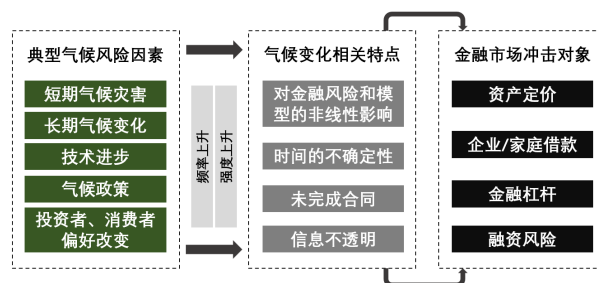 典型气候风险因素
短期气候灾害
长期气候变化
技术进步
气候政策
投资者、消费者
偏好改变
频率上升
强度上升
气候变化相关特点
对金融风险和模
型的非线性影响
时间的不确定性
未完成合同
信息不透明
金融市场冲击对象
资产定价
企业/家庭借款
金融杠杆
融资风险